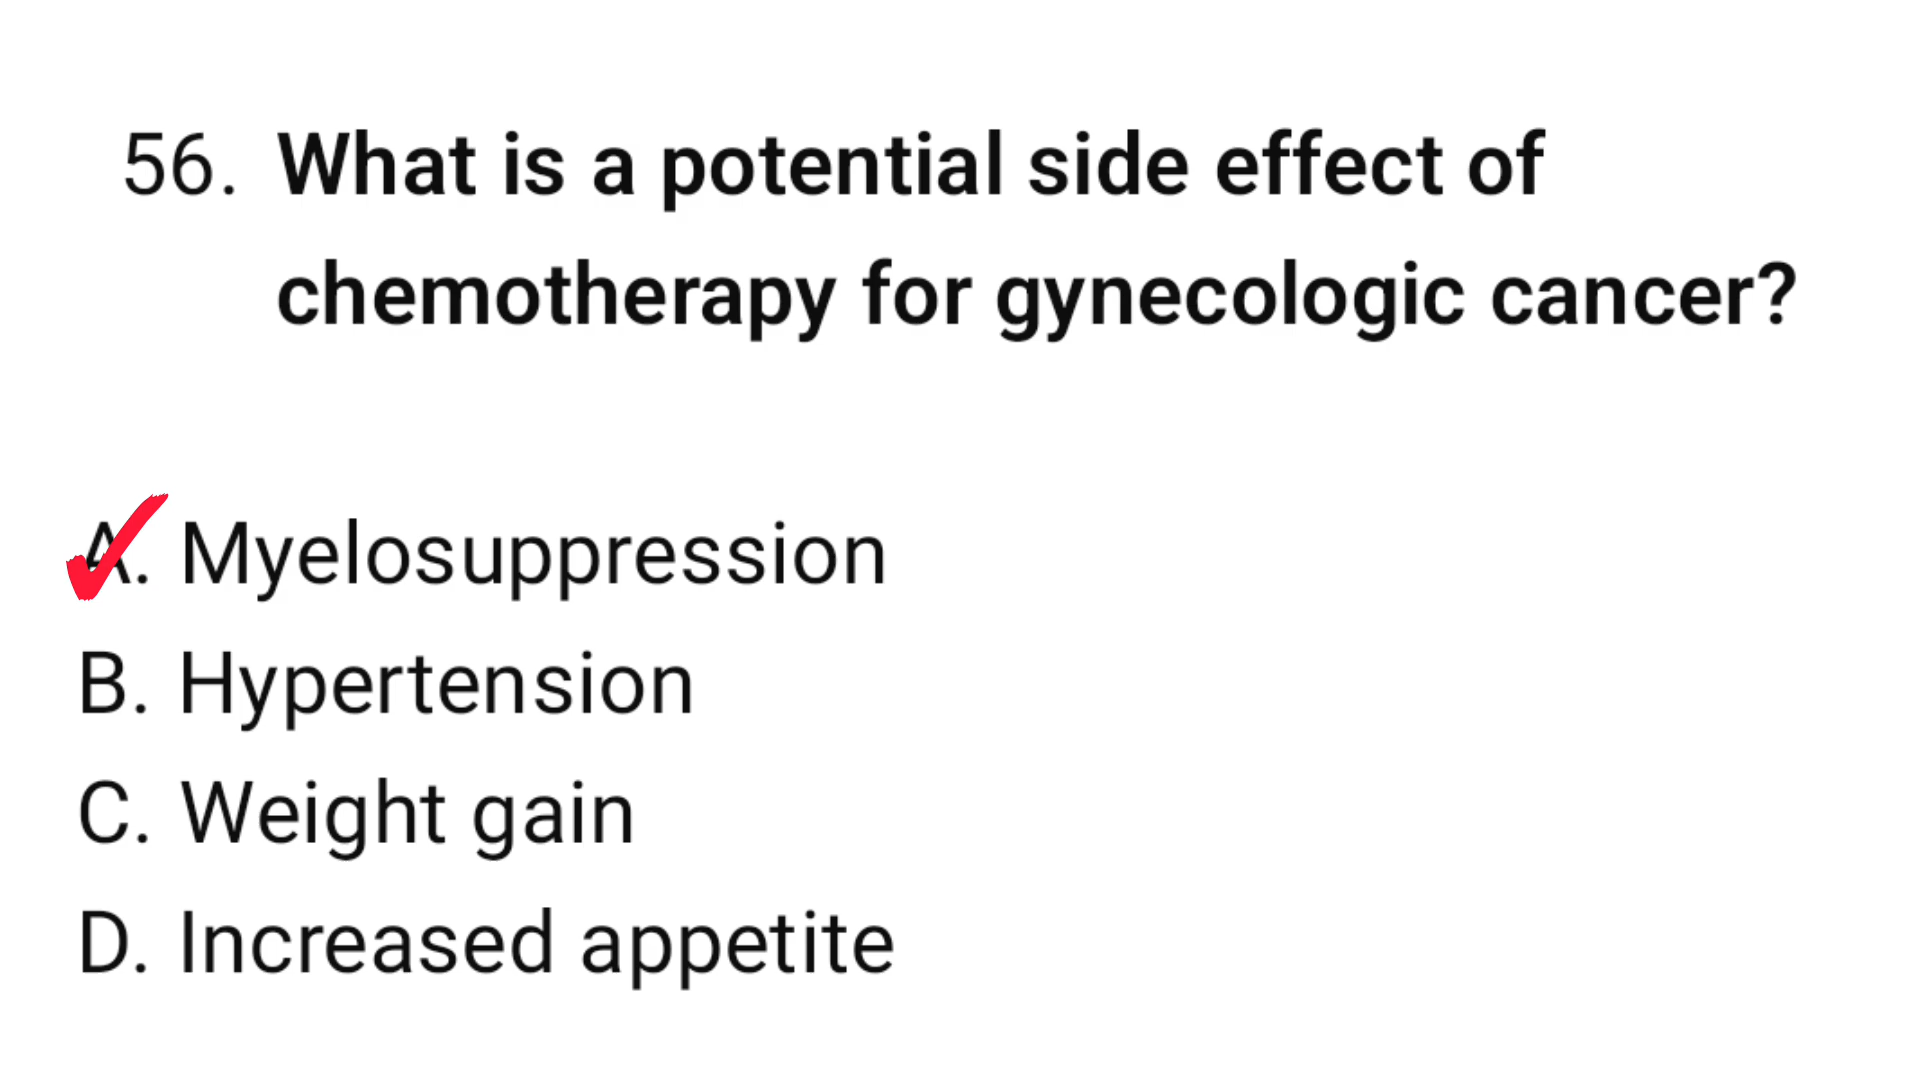 56. What is a potential side effect of
chemotherapy for gynecologic cancer?
A. Myelosuppression
B. Hypertension
C. Weight gain
D. Increased appetite